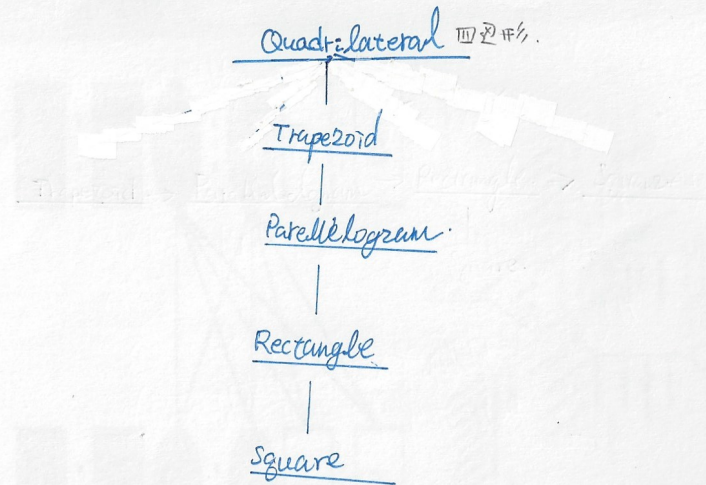 Quadrilateral 四边形.
Trapezoid
Parellelogram.
Rectangle
Square